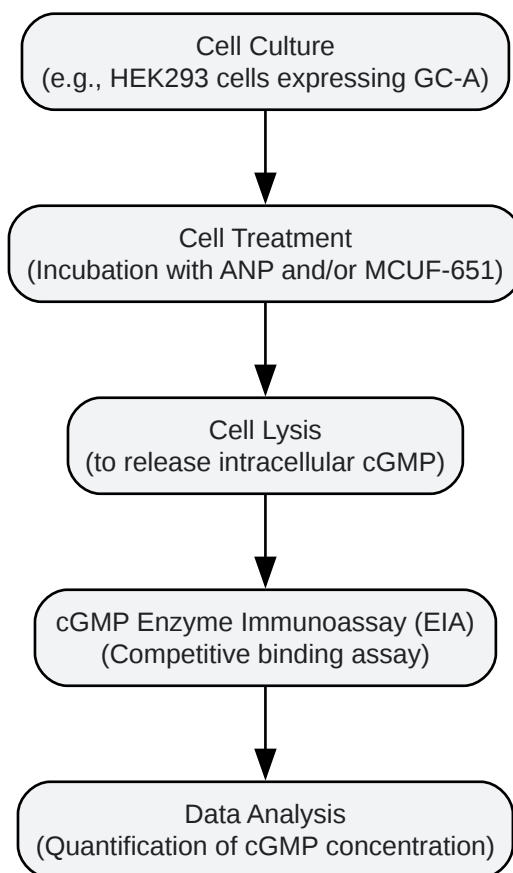 Cell Culture
(e.g., HEK293 cells expressing GC-A)
Cell Treatment
(Incubation with ANP and/or MCUF-651)
Cell Lysis
(to release intracellular cGMP)
cGMP Enzyme Immunoassay (EIA)
(Competitive binding assay)
Data Analysis
(Quantification of cGMP concentration)